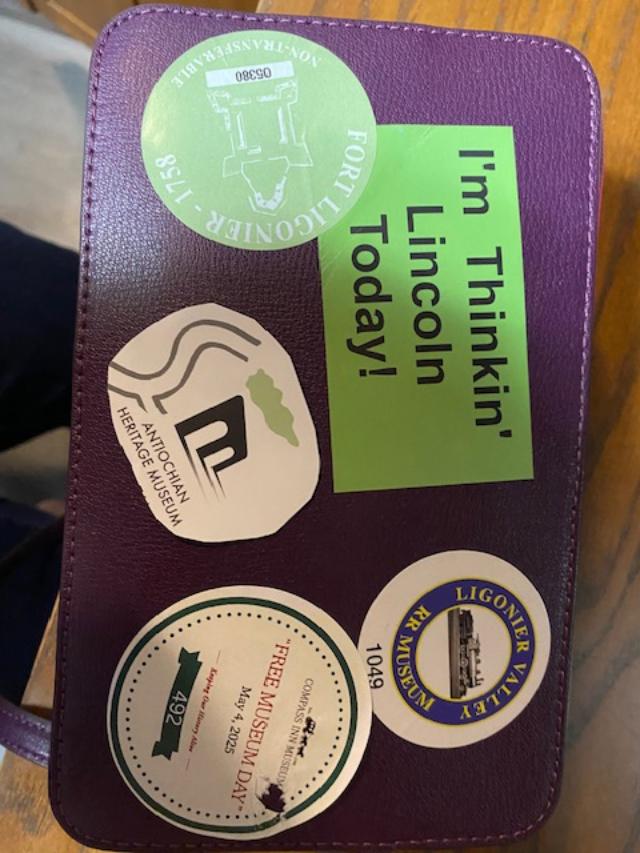 NON-TRANSFERABLE
05380
FORT LIGONIER - 1758
I'm Thinkin'
Lincoln
Today!
ANTIOCHIAN
HERITAGE MUSEUM
LIGONIER VALLEY
RR MUSEUM
1049
COMPASS INN MUSEUM
"FREE MUSEUM DAY"
May 4, 2025
Keeping Our History Alive
492